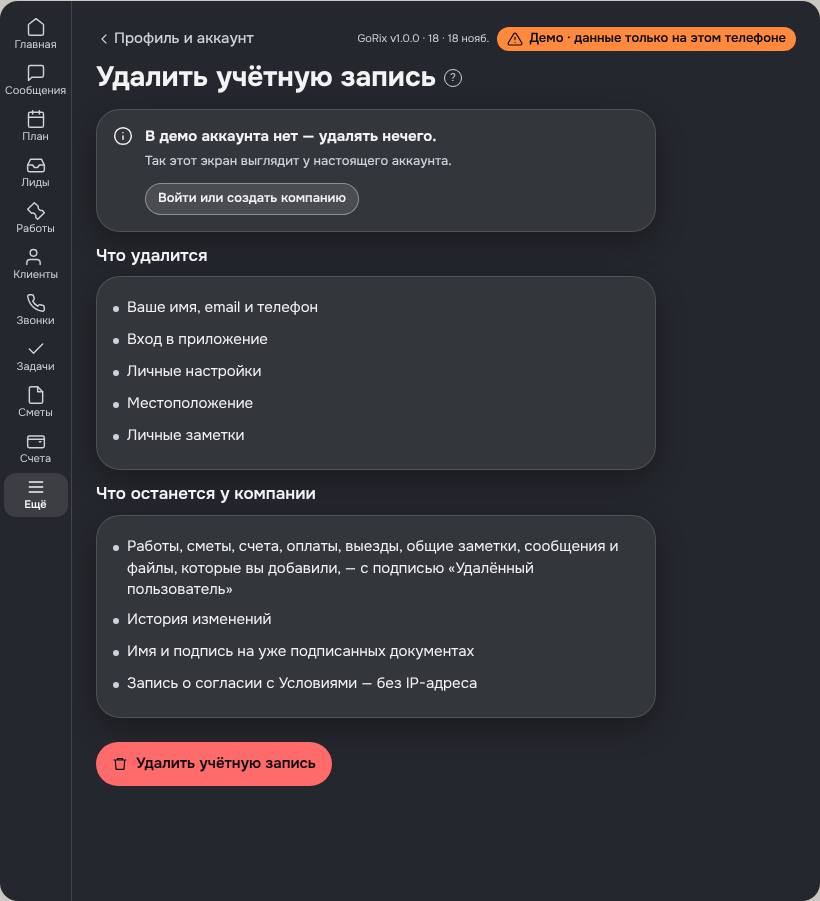 Главная
Сообщения
План
Лиды
Работы
Клиенты
Звонки
Задачи
Сметы
Счета
Ещё
Профиль и аккаунт
GoRix v1.0.0 · 18 · 18 нояб.
Демо · данные только на этом телефоне
Удалить учётную запись ?
В демо аккаунта нет — удалять нечего.
Так этот экран выглядит у настоящего аккаунта.
Войти или создать компанию
Что удалится
Ваше имя, email и телефон
Вход в приложение
Личные настройки
Местоположение
Личные заметки
Что останется у компании
Работы, сметы, счета, оплаты, выезды, общие заметки, сообщения и
файлы, которые вы добавили, — с подписью «Удалённый
пользователь»
История изменений
Имя и подпись на уже подписанных документах
Запись о согласии с Условиями — без IP-адреса
Удалить учётную запись